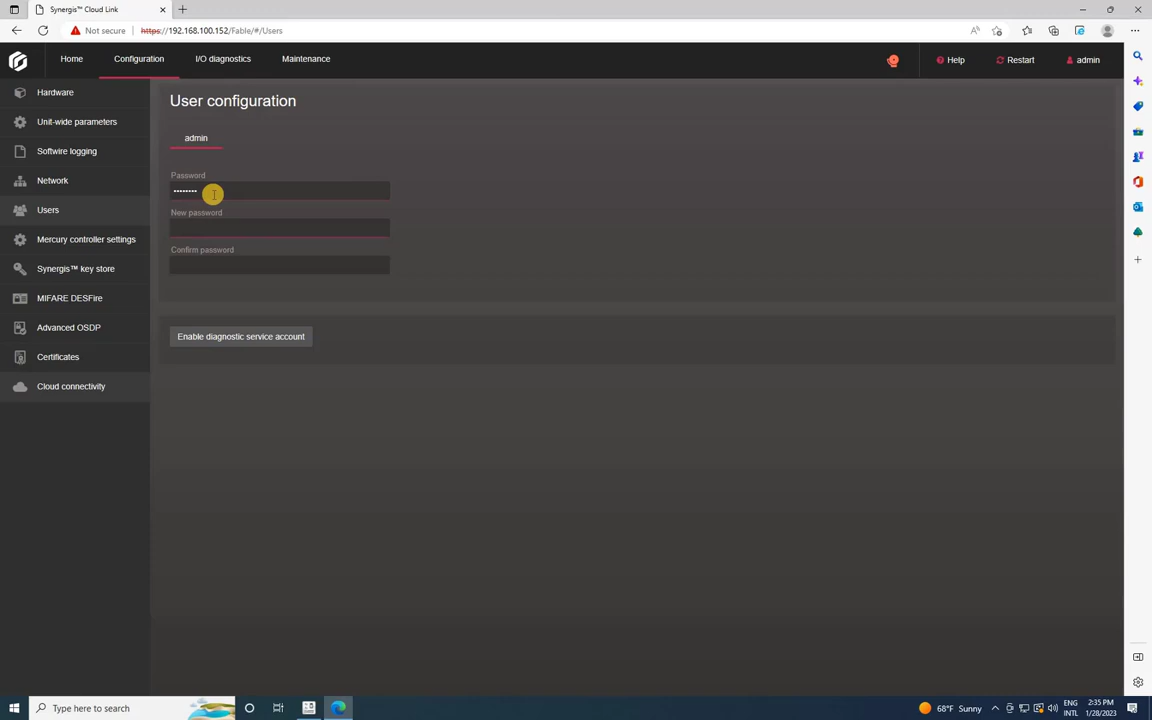 Synergis™ Cloud Link
Not secure
https://192.168.100.152/Fable/#/Users
Home
Configuration
I/O diagnostics
Maintenance
Help
Restart
admin
Hardware
Unit-wide parameters
Softwire logging
Network
Users
Mercury controller settings
Synergis™ key store
MIFARE DESFire
Advanced OSDP
Certificates
Cloud connectivity
User configuration
admin
Password
••••••••
New password
Confirm password
Enable diagnostic service account
Type here to search
68°F Sunny
ENG
INTL
2:35 PM
1/28/2023